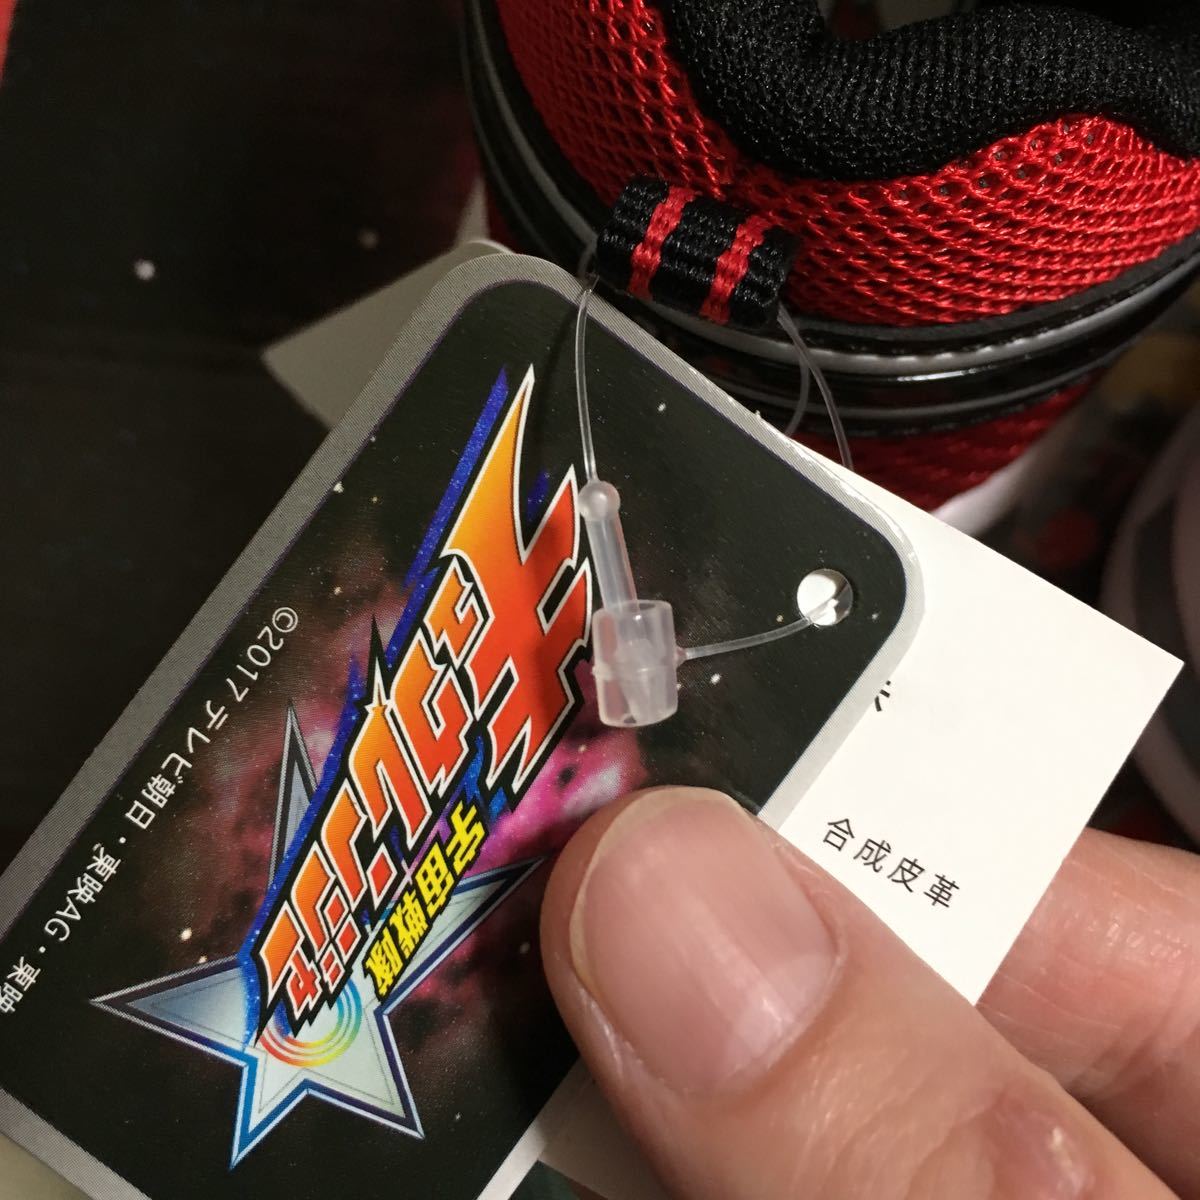 宇宙戦隊
キュウレンジャー
©2017 テレビ朝日・東映AG・東映
合成皮革